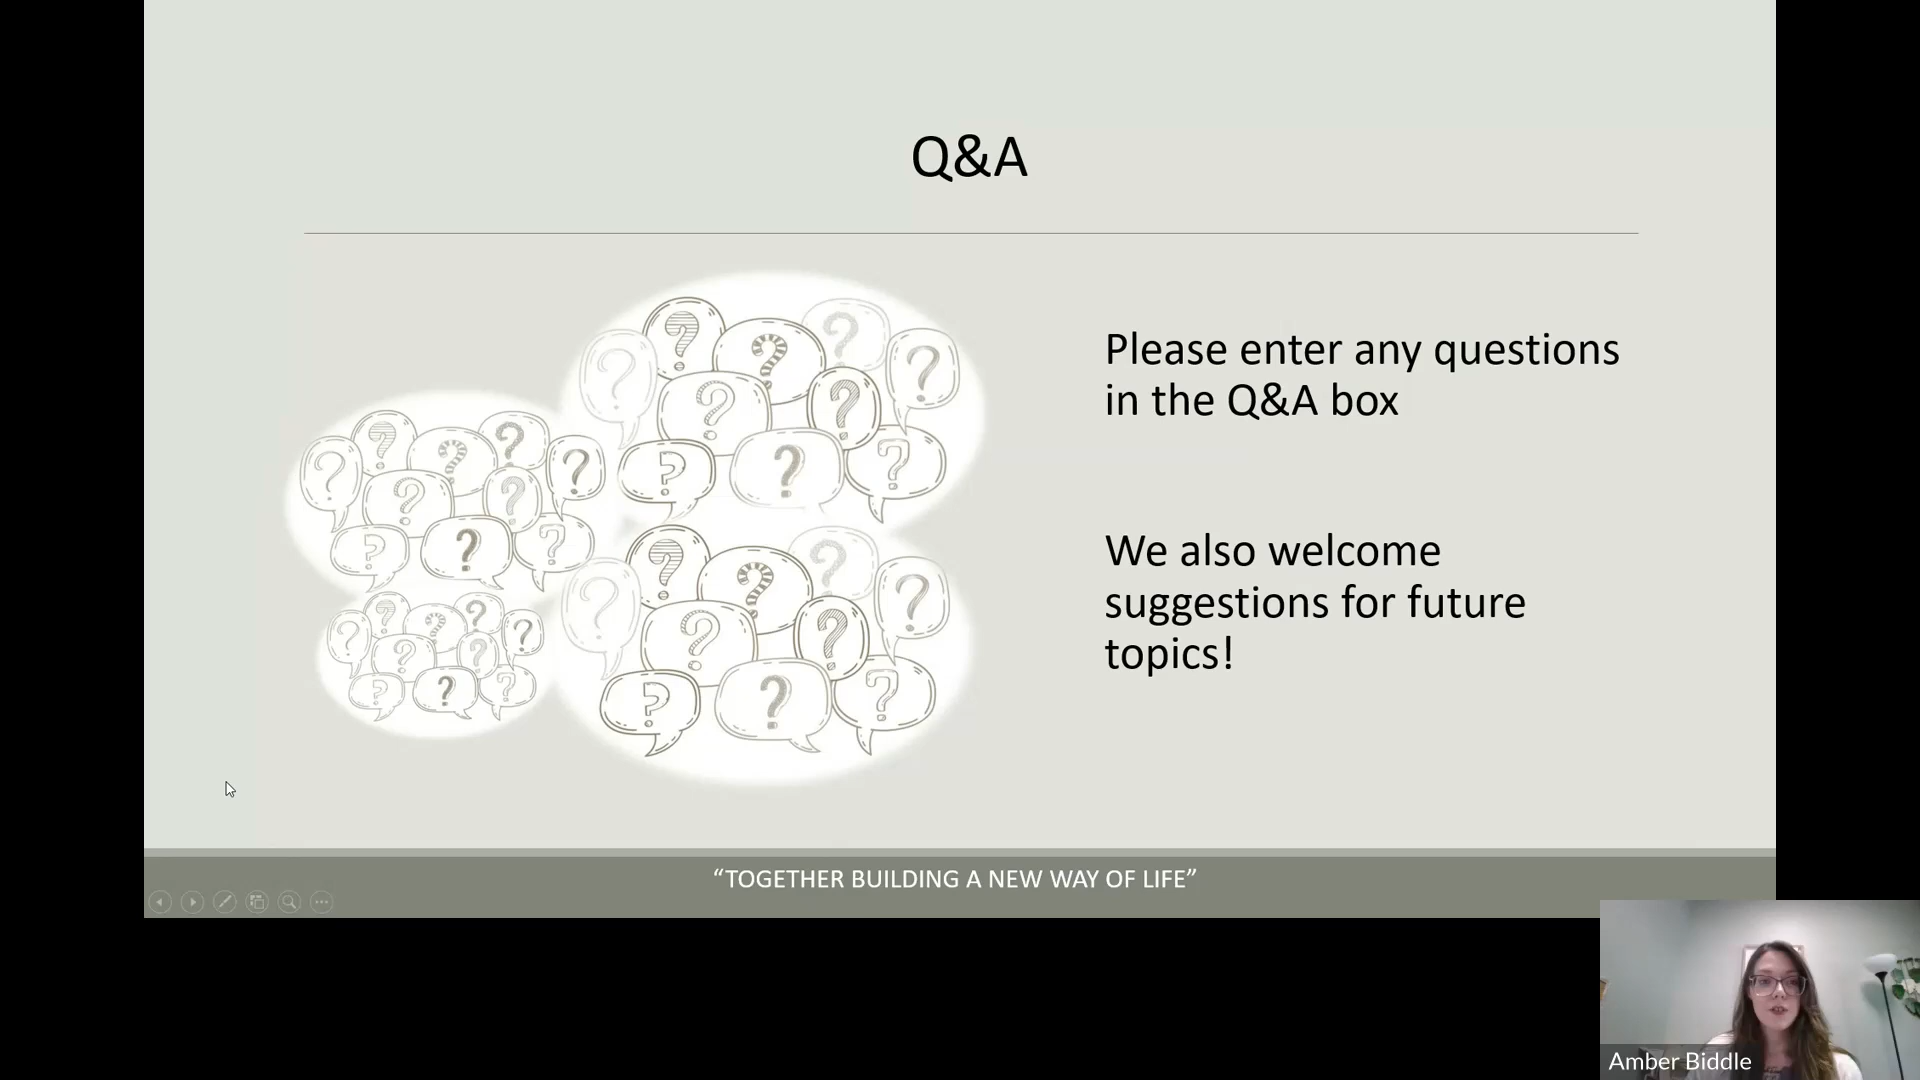 Q&A
Please enter any questions
in the Q&A box
We also welcome
suggestions for future
topics!
“TOGETHER BUILDING A NEW WAY OF LIFE”
Amber Biddle